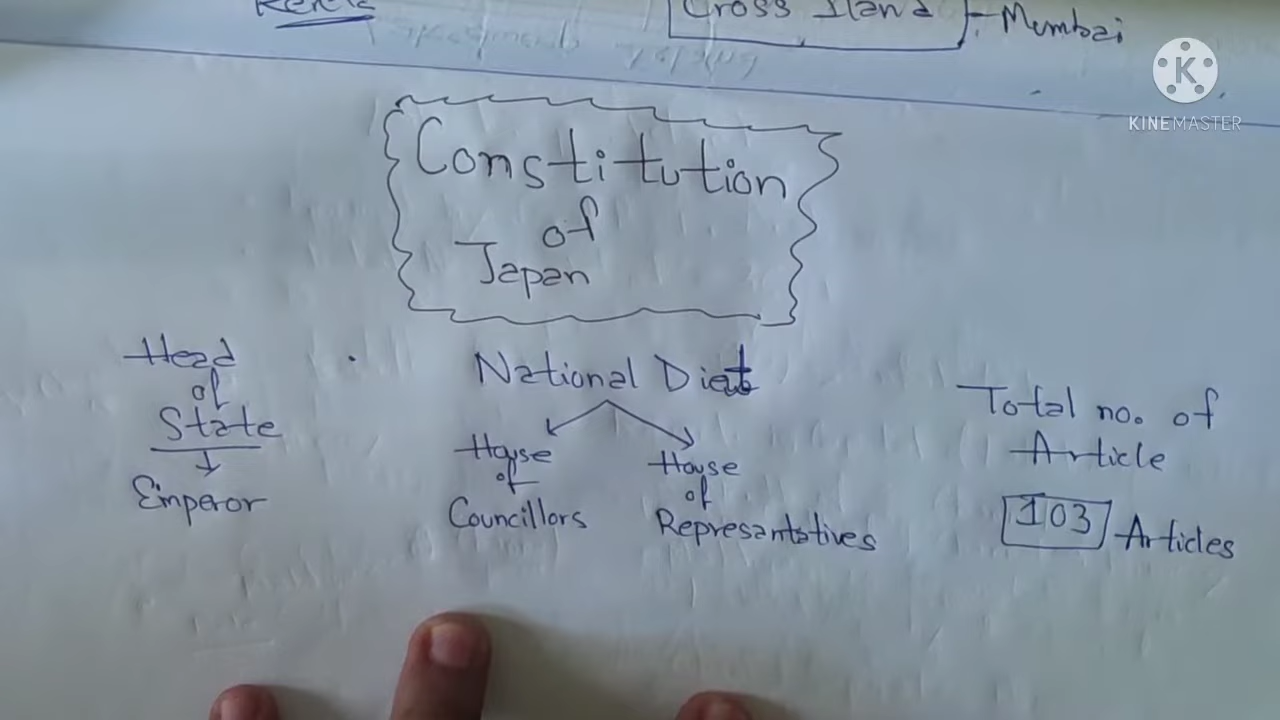 Cross Iland - Mumbai
KINEMASTER
Constitution
of
Japan
Head
of
State
Emperor
National Diet
House
of
Councillors
House
of
Represantatives
Total no. of
Article
103 Articles